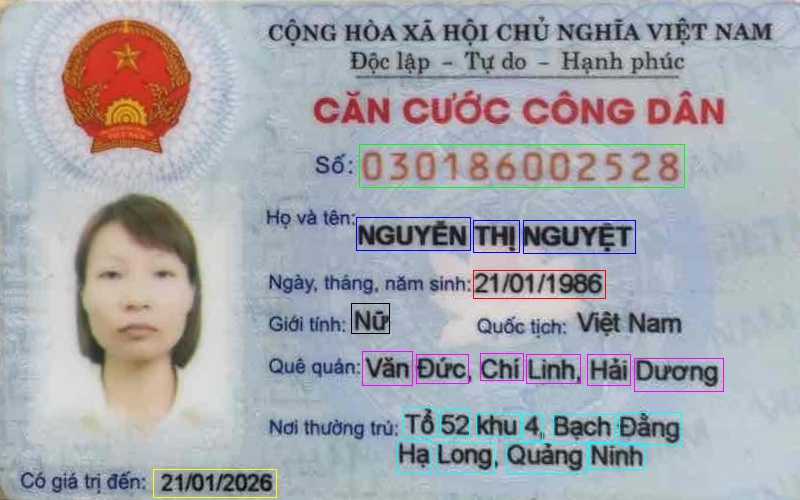 CỘNG HÒA XÃ HỘI CHỦ NGHĨA VIỆT NAM
Độc lập - Tự do - Hạnh phúc
CĂN CƯỚC CÔNG DÂN
Số: 030186002528
Họ và tên: NGUYỄN THỊ NGUYỆT
Ngày, tháng, năm sinh: 21/01/1986
Giới tính: Nữ Quốc tịch: Việt Nam
Quê quán: Văn Đức, Chí Linh, Hải Dương
Nơi thường trú: Tổ 52 khu 4, Bạch Đằng
Hạ Long, Quảng Ninh
Có giá trị đến: 21/01/2026